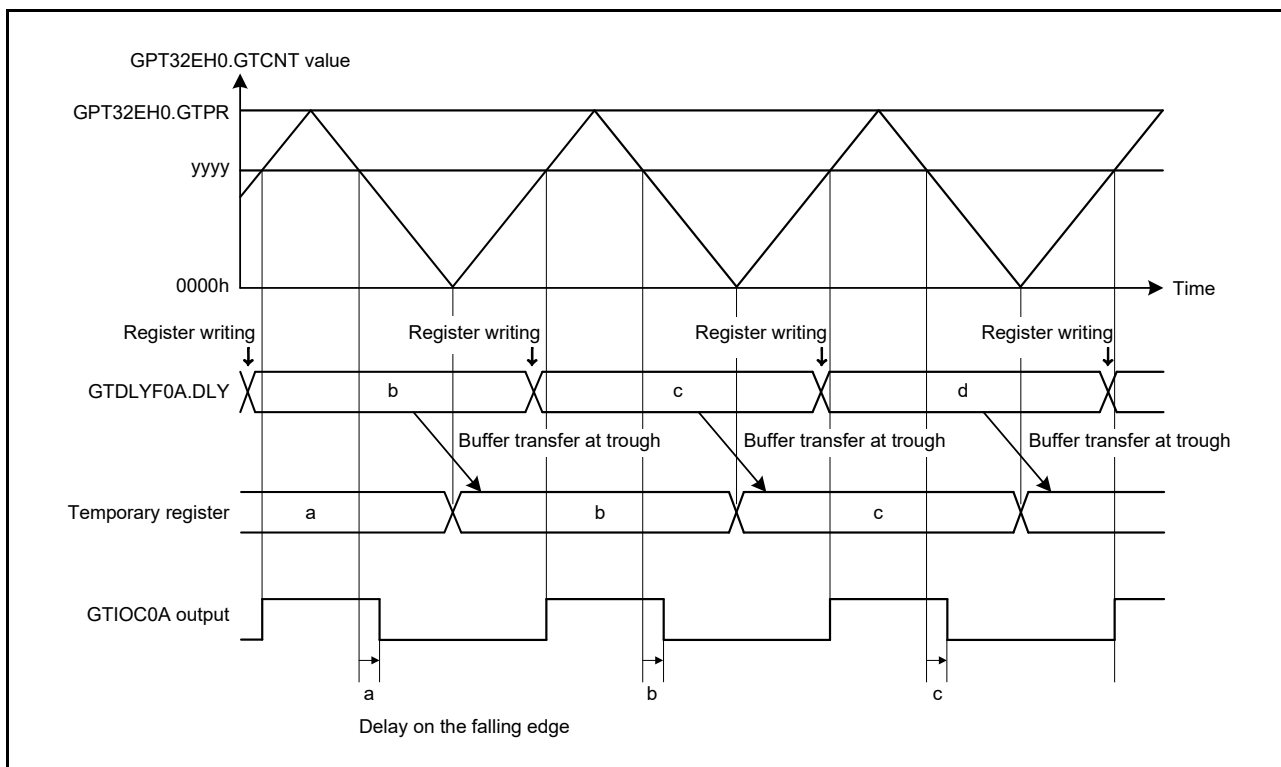 GPT32EH0.GTCNT value
GPT32EH0.GTPR
yyyy
0000h
Time
Register writing Register writing Register writing Register writing
GTDLYF0A.DLY b c d
Buffer transfer at trough Buffer transfer at trough Buffer transfer at trough
Temporary register a b c
GTIOC0A output
a b c
Delay on the falling edge